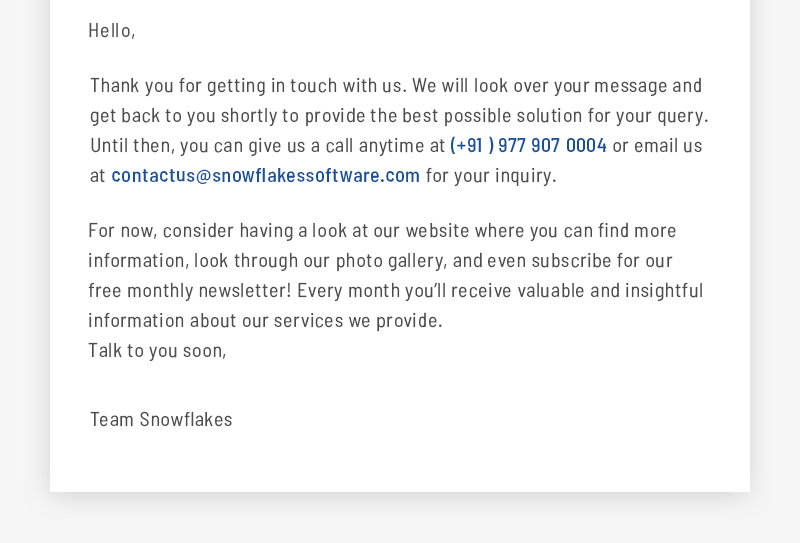 Hello,
Thank you for getting in touch with us. We will look over your message and
get back to you shortly to provide the best possible solution for your query.
Until then, you can give us a call anytime at (+91 ) 977 907 0004 or email us
at contactus@snowflakessoftware.com for your inquiry.
For now, consider having a look at our website where you can find more
information, look through our photo gallery, and even subscribe for our
free monthly newsletter! Every month you’ll receive valuable and insightful
information about our services we provide.
Talk to you soon,
Team Snowflakes